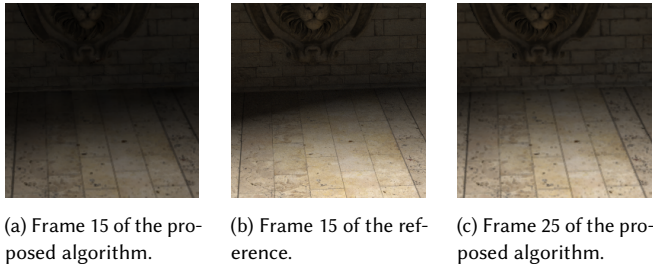 (a) Frame 15 of the pro-
posed algorithm.
(b) Frame 15 of the ref-
erence.
(c) Frame 25 of the pro-
posed algorithm.